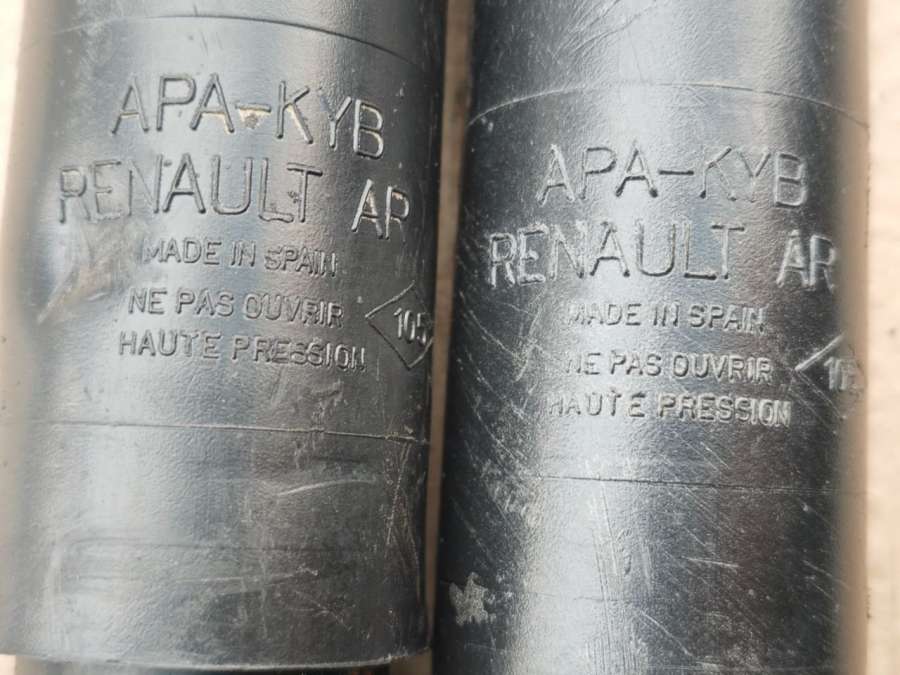 APA-KYB
RENAULT AR
MADE IN SPAIN
NE PAS OUVRIR
HAUTE PRESSION
105
APA-KYB
RENAULT AR
MADE IN SPAIN
NE PAS OUVRIR
HAUTE PRESSION